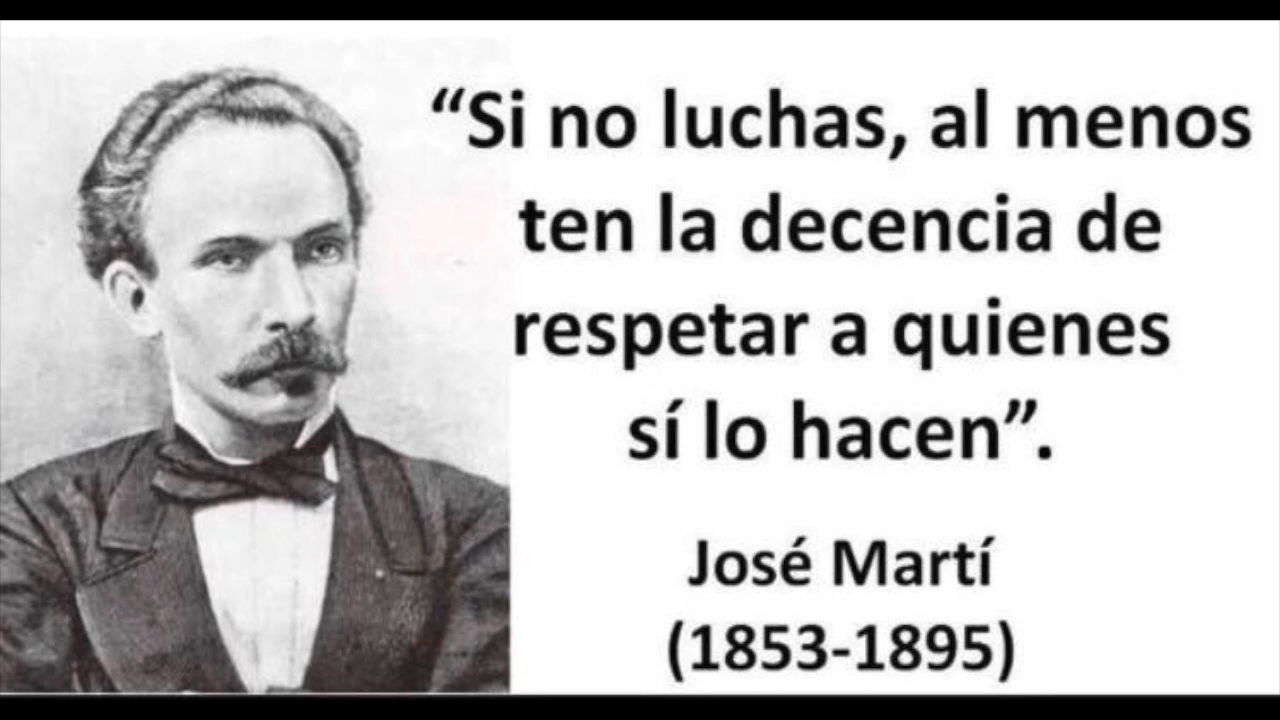 “Si no luchas, al menos
ten la decencia de
respetar a quienes
sí lo hacen”.
José Martí
(1853-1895)